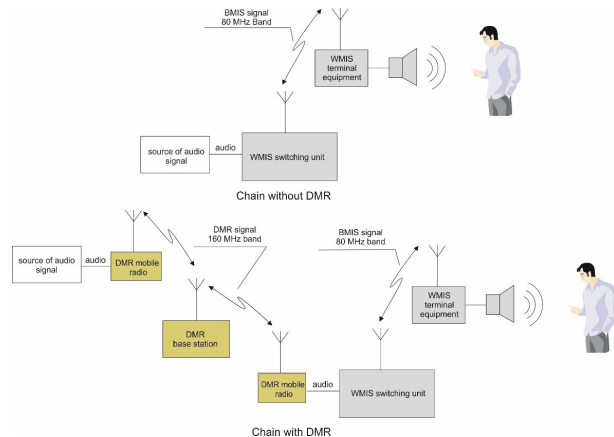 BMIS signal
80 MHz Band
WMIS
terminal
equipment
source of audio
signal
audio
WMIS switching unit
Chain without DMR
DMR signal
160 MHz band
BMIS signal
80 MHz band
source of audio
signal
audio
DMR mobile
radio
WMIS
terminal
equipment
DMR
base station
DMR mobile
radio
audio
WMIS switching unit
Chain with DMR